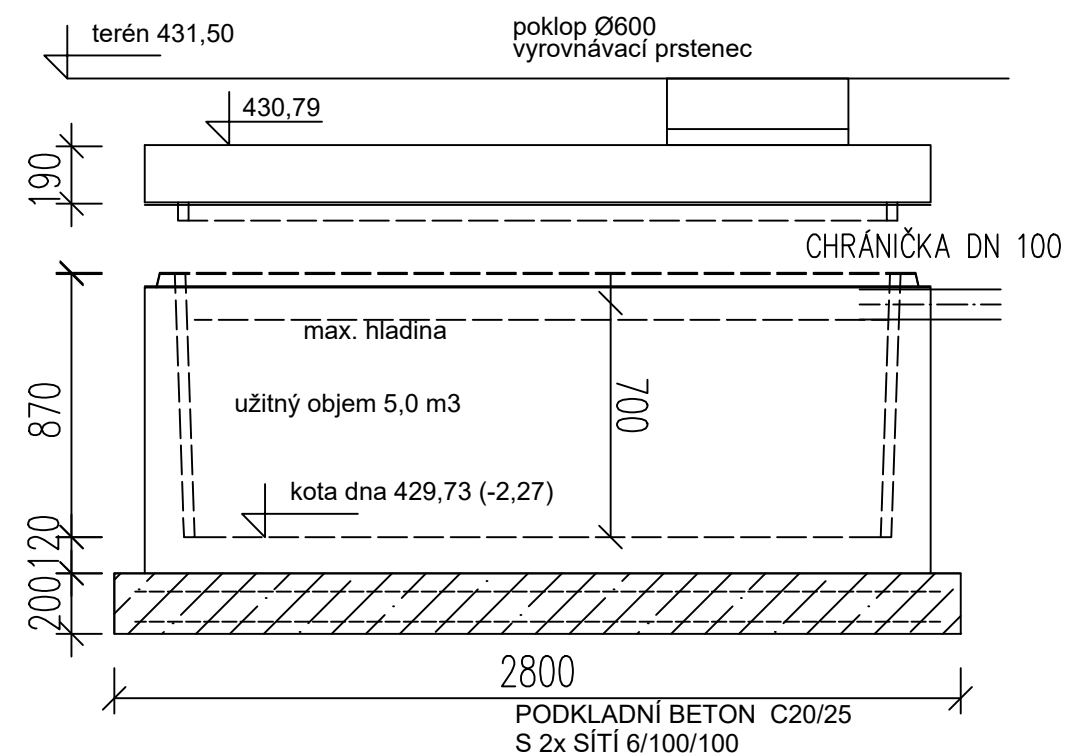 terén 431,50
poklop Ø600
vyrovnávací prstenec
430,79
190
CHRÁNIČKA DN 100
max. hladina
870
700
užitný objem 5,0 m3
kota dna 429,73 (-2,27)
120
200
2800
PODKLADNÍ BETON C20/25
S 2x SÍTÍ 6/100/100